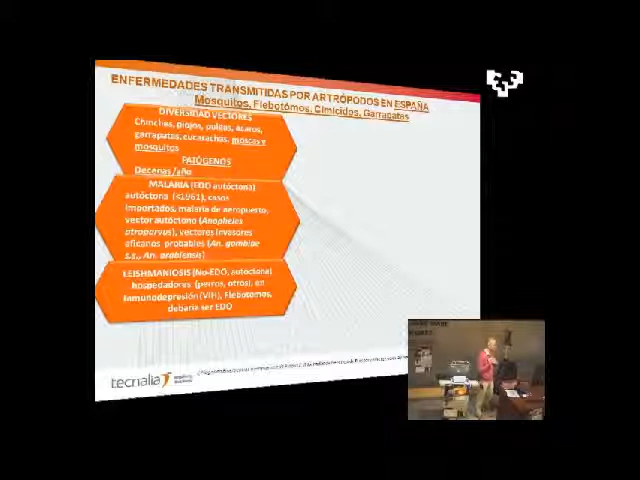 ENFERMEDADES TRANSMITIDAS POR ARTRÓPODOS EN ESPAÑA
Mosquitos, Flebotómos, Cimícidos, Garrapatas
DIVERSIDAD VECTORES
Chinches, piojos, pulgas, ácaros,
garrapatas, cucarachas, moscas y
mosquitos
PATÓGENOS
Decenas/año
MALARIA (EDO autóctona)
autóctona (<1961), casos
importados, malaria de aeropuerto,
vector autóctono (Anopheles
atroparvus), vectores invasores
africanos probables (An. gambiae
s.s., An. arabiensis)
LEISHMANIOSIS (No-EDO, autóctona)
hospedadores (perros, otros), en
inmunodepresión (VIH), Flebotomos,
debaría ser EDO
tecnalia